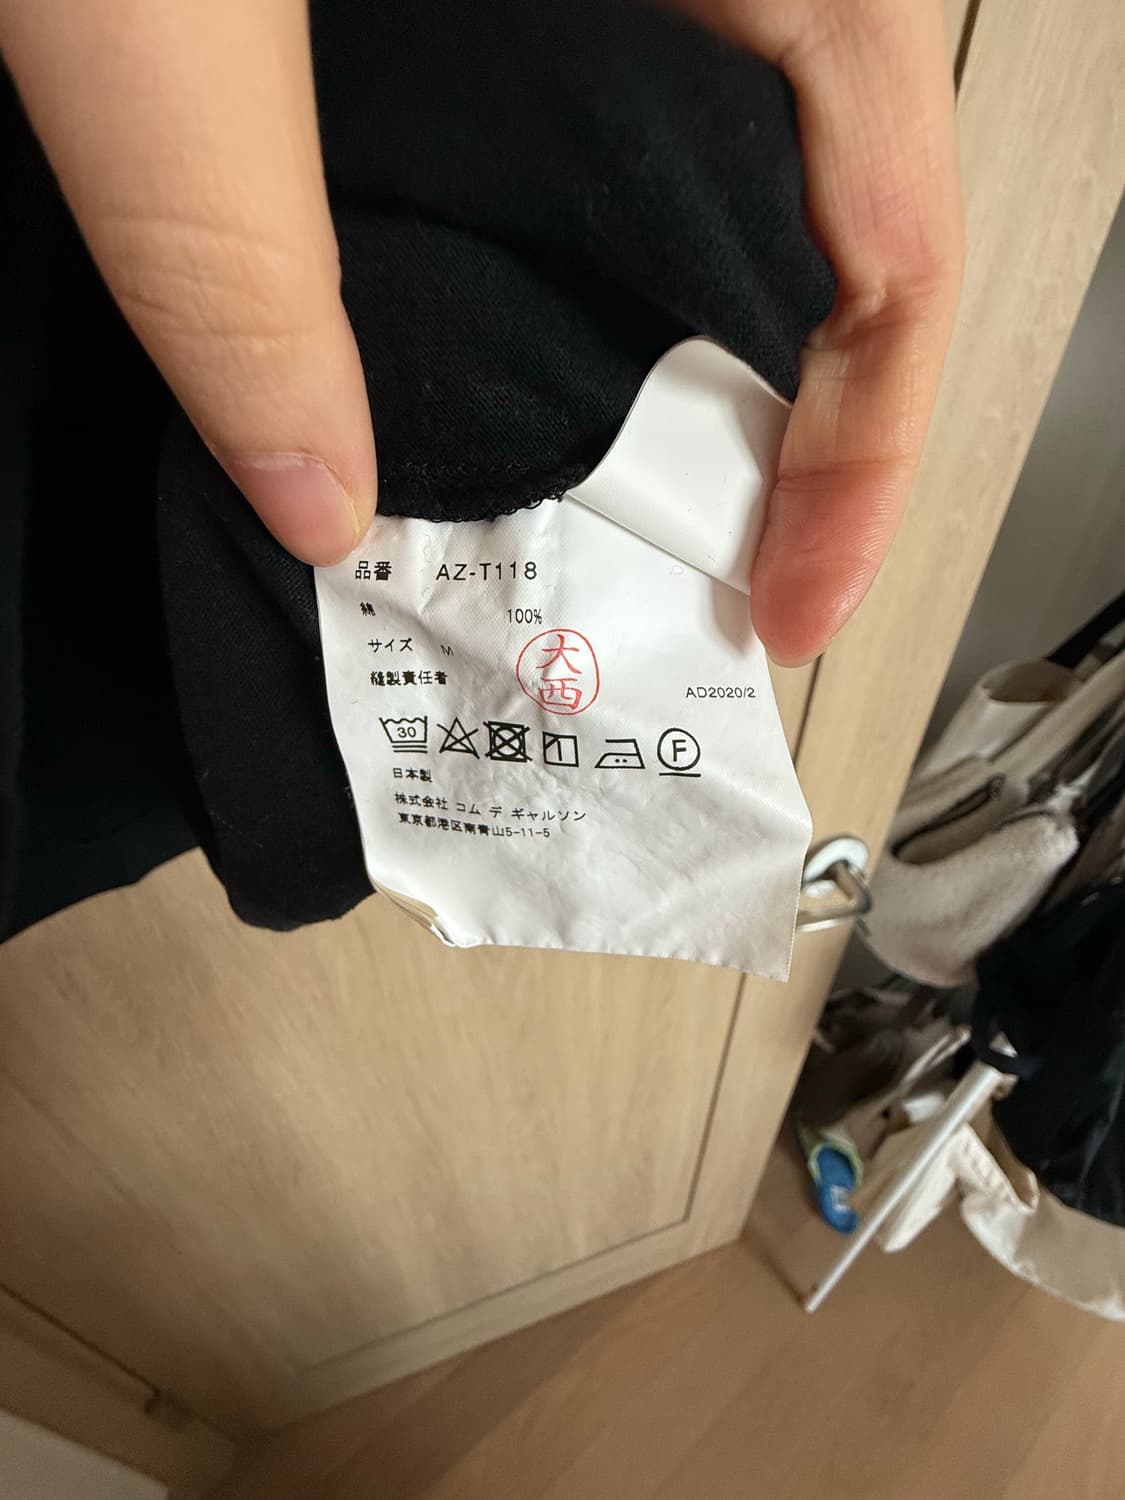 品番 AZ-T118
綿 100%
サイズ M
縫製責任者 大西
AD2020/2
30 F
日本製
株式会社 コム デ ギャルソン
東京都港区南青山5-11-5